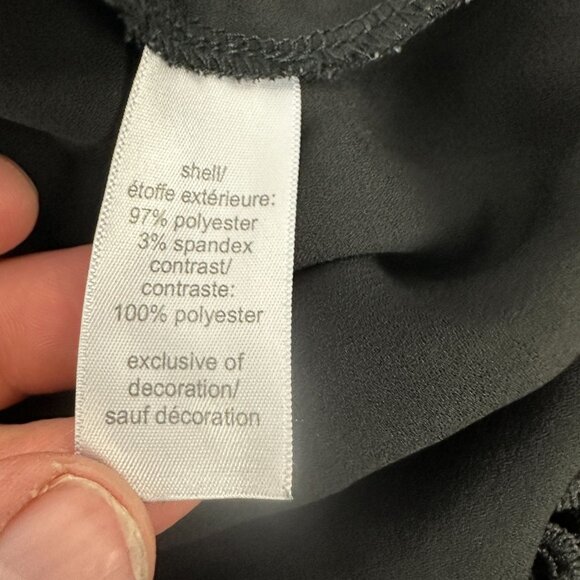 shell/
étoffe extérieure:
97% polyester
3% spandex
contrast/
contraste:
100% polyester
exclusive of
decoration/
sauf décoration